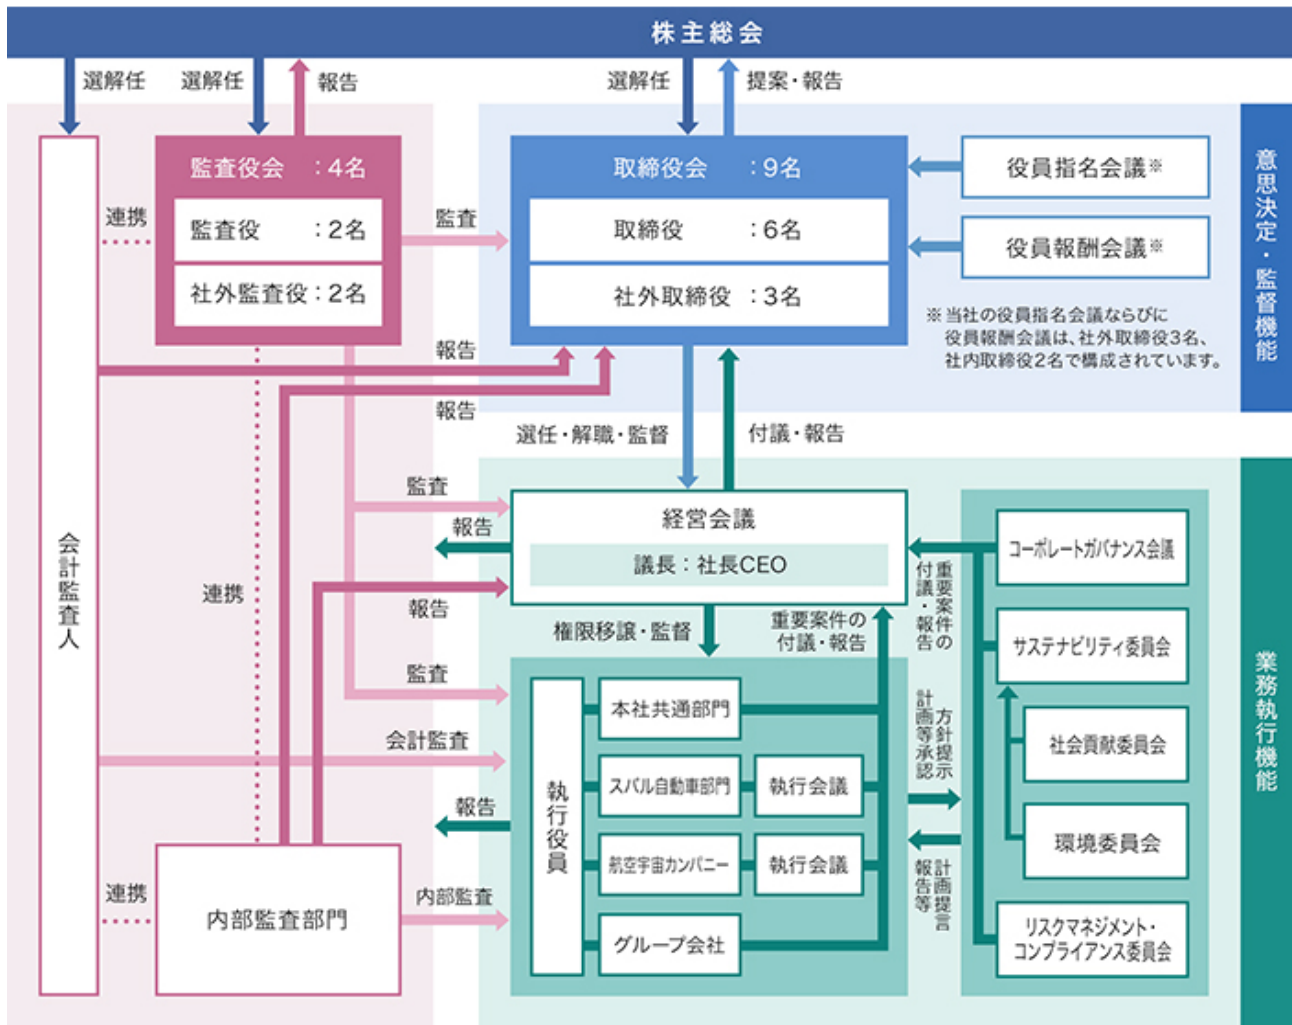 株主総会
選解任
選解任
報告
選解任
提案・報告
監査役会 ：4名
監査役 ：2名
社外監査役：2名
連携
監査
取締役会 ：9名
取締役 ：6名
社外取締役 ：3名
役員指名会議※
役員報酬会議※
※当社の役員指名会議ならびに
役員報酬会議は、社外取締役3名、
社内取締役2名で構成されています。
意思決定・監督機能
報告
報告
選任・解職・監督
付議・報告
会計監査人
連携
監査
報告
報告
監査
会計監査
報告
経営会議
議長：社長CEO
権限移譲・監督
重要案件の
付議・報告
重要案件の
付議・報告
コーポレートガバナンス会議
サステナビリティ委員会
社会貢献委員会
環境委員会
リスクマネジメント・
コンプライアンス委員会
業務執行機能
執行役員
本社共通部門
スバル自動車部門
執行会議
航空宇宙カンパニー
執行会議
グループ会社
方針提示
計画等承認
計画提言
報告等
連携
内部監査部門
内部監査